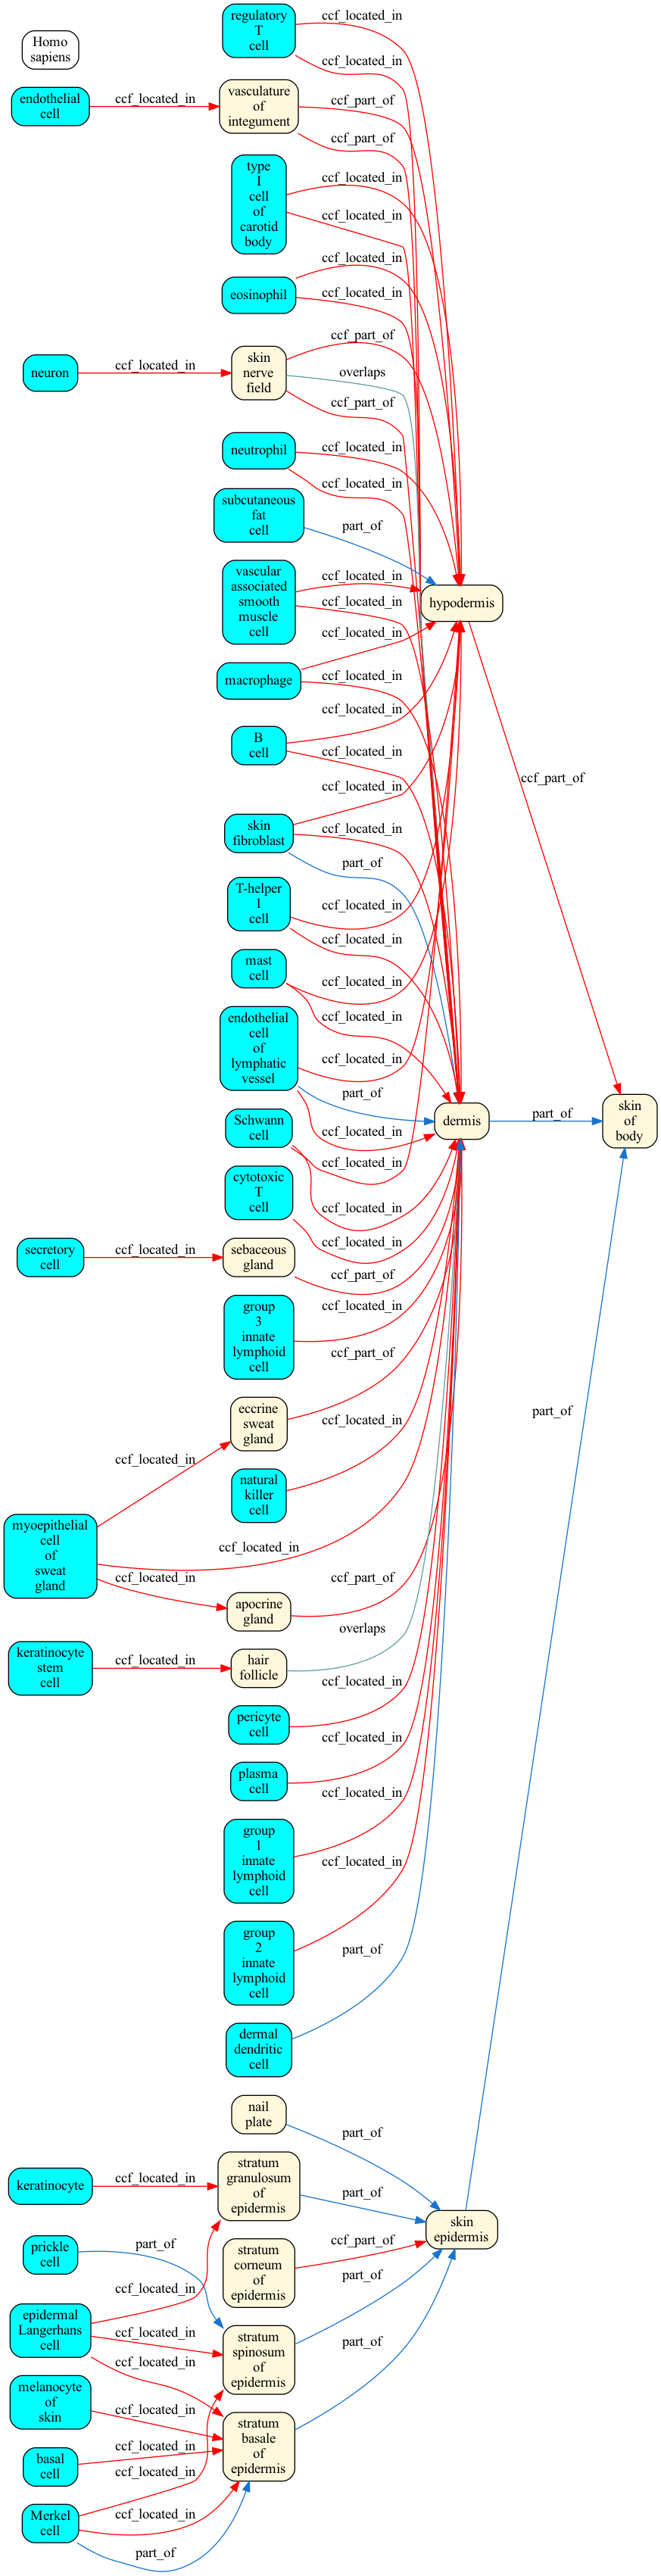 Homo
sapiens
regulatory
T
cell
ccf_located_in
ccf_located_in
endothelial
cell
ccf_located_in
vasculature
of
integument
ccf_part_of
ccf_part_of
type
I
cell
of
carotid
body
ccf_located_in
ccf_located_in
eosinophil
ccf_located_in
ccf_located_in
neuron
ccf_located_in
skin
nerve
field
ccf_part_of
overlaps
ccf_part_of
neutrophil
ccf_located_in
ccf_located_in
subcutaneous
fat
cell
part_of
vascular
associated
smooth
muscle
cell
ccf_located_in
ccf_located_in
hypodermis
macrophage
ccf_located_in
ccf_located_in
B
cell
ccf_located_in
ccf_located_in
ccf_part_of
skin
fibroblast
ccf_located_in
ccf_located_in
part_of
T-helper
1
cell
ccf_located_in
ccf_located_in
mast
cell
ccf_located_in
ccf_located_in
endothelial
cell
of
lymphatic
vessel
ccf_located_in
part_of
ccf_located_in
dermis
part_of
skin
of
body
Schwann
cell
ccf_located_in
ccf_located_in
cytotoxic
T
cell
ccf_located_in
secretory
cell
ccf_located_in
sebaceous
gland
ccf_part_of
group
3
innate
lymphoid
cell
ccf_located_in
eccrine
sweat
gland
ccf_part_of
part_of
natural
killer
cell
ccf_located_in
myoepithelial
cell
of
sweat
gland
ccf_located_in
ccf_located_in
ccf_located_in
apocrine
gland
ccf_part_of
keratinocyte
stem
cell
ccf_located_in
hair
follicle
overlaps
pericyte
cell
ccf_located_in
plasma
cell
ccf_located_in
group
1
innate
lymphoid
cell
ccf_located_in
group
2
innate
lymphoid
cell
ccf_located_in
dermal
dendritic
cell
part_of
nail
plate
part_of
keratinocyte
ccf_located_in
stratum
granulosum
of
epidermis
part_of
skin
epidermis
prickle
cell
part_of
stratum
corneum
of
epidermis
ccf_part_of
epidermal
Langerhans
cell
ccf_located_in
ccf_located_in
ccf_located_in
stratum
spinosum
of
epidermis
part_of
melanocyte
of
skin
ccf_located_in
stratum
basale
of
epidermis
part_of
basal
cell
ccf_located_in
Merkel
cell
ccf_located_in
ccf_located_in
part_of